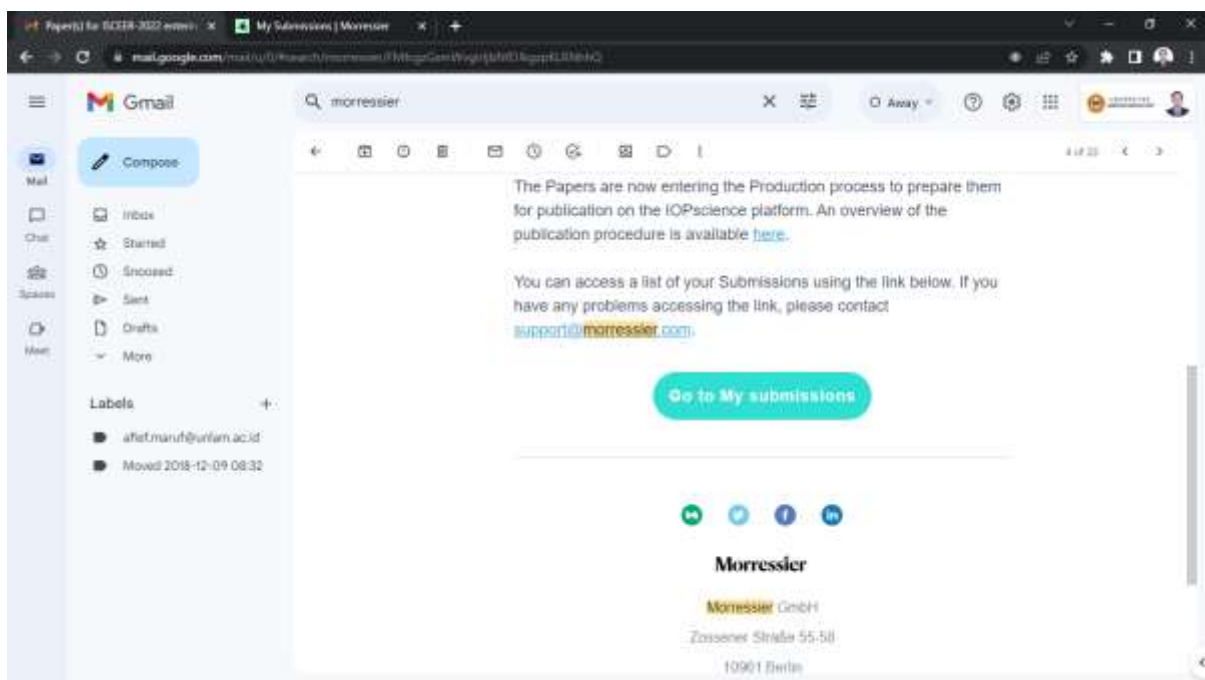 My Submissions | Morressier
mail.google.com
Gmail
morressier
Away
Compose
4 of 23
Mail
Inbox
Chat
Starred
Snoozed
Spaces
Sent
Meet
Drafts
More
Labels
afief.maruf@unlam.ac.id
Moved 2018-12-09 08:32
The Papers are now entering the Production process to prepare them
for publication on the IOPscience platform. An overview of the
publication procedure is available here.
You can access a list of your Submissions using the link below. If you
have any problems accessing the link, please contact
support@morressier.com.
Go to My submissions
Morressier
Morressier GmbH
Zossener Straße 55-58
10961 Berlin